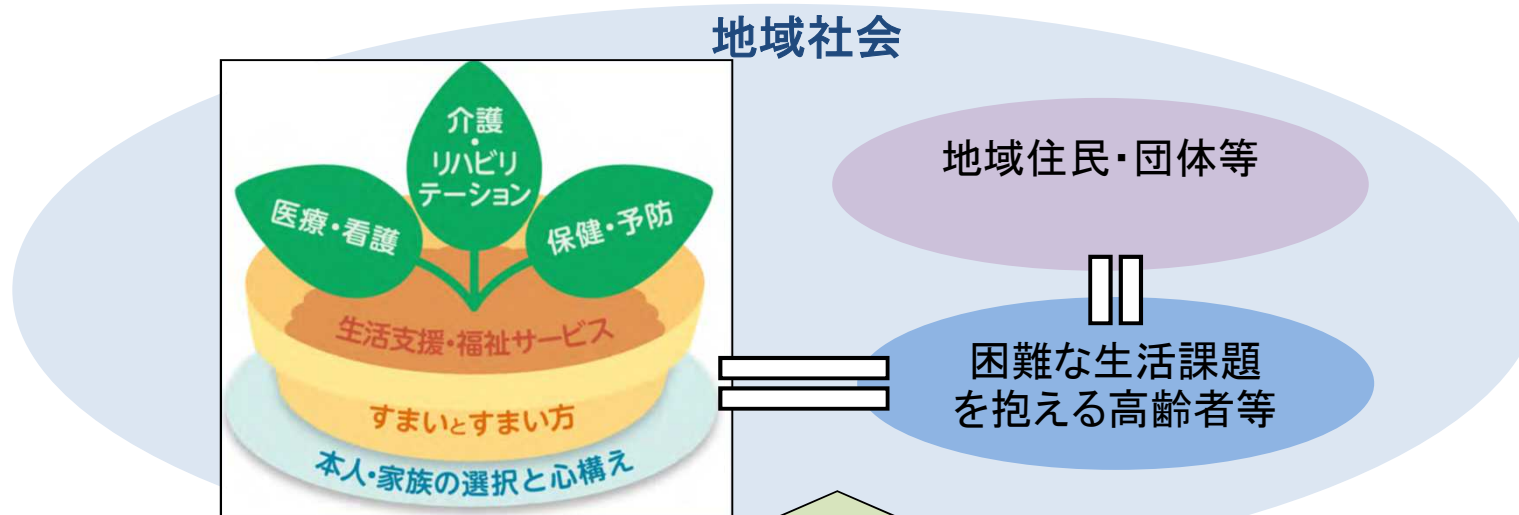 地域社会
介護
・
リハビリ
テーション
医療・看護
保健・予防
生活支援・福祉サービス
すまいとすまい方
本人・家族の選択と心構え
地域住民・団体等
困難な生活課題
を抱える高齢者等